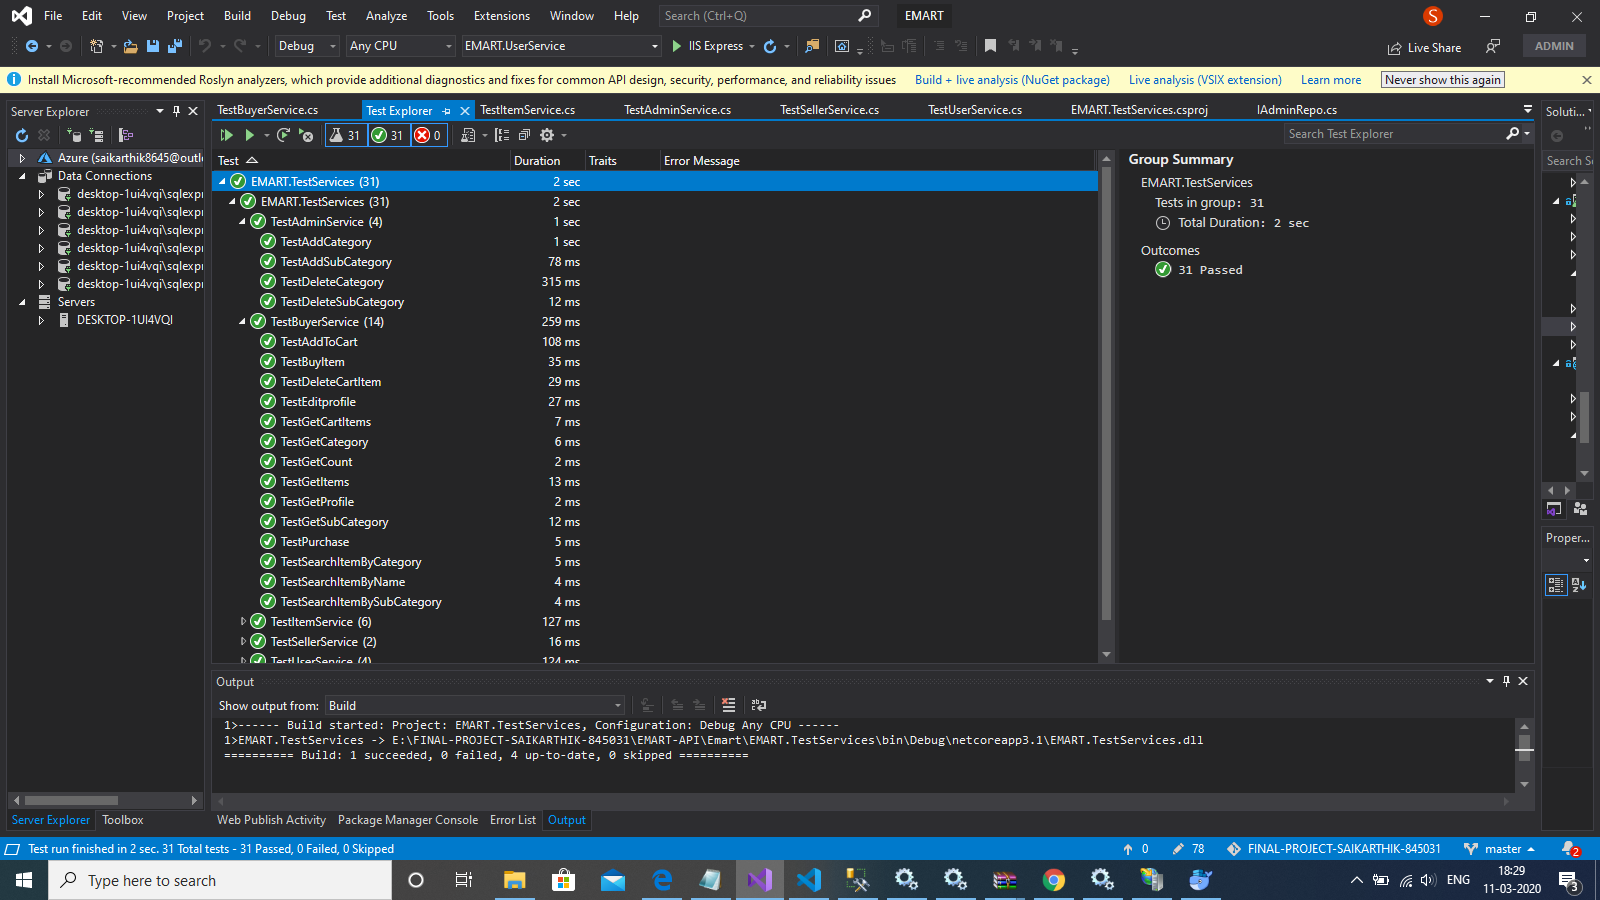 File Edit View Project Build Debug Test Analyze Tools Extensions Window Help Search (Ctrl+Q) EMART S
Debug Any CPU EMART.UserService IIS Express Live Share ADMIN
Install Microsoft-recommended Roslyn analyzers, which provide additional diagnostics and fixes for common API design, security, performance, and reliability issues Build + live analysis (NuGet package) Live analysis (VSIX extension) Learn more Never show this again
Server Explorer
Azure (saikarthik8645@outl
Data Connections
desktop-1ui4vqi\sqlexpr
desktop-1ui4vqi\sqlexpr
desktop-1ui4vqi\sqlexpr
desktop-1ui4vqi\sqlexpr
desktop-1ui4vqi\sqlexpr
desktop-1ui4vqi\sqlexpr
Servers
DESKTOP-1UI4VQI
Server Explorer Toolbox
TestBuyerService.cs Test Explorer TestItemService.cs TestAdminService.cs TestSellerService.cs TestUserService.cs EMART.TestServices.csproj IAdminRepo.cs
31 31 0 Search Test Explorer
Test Duration Traits Error Message
EMART.TestServices (31) 2 sec
EMART.TestServices (31) 2 sec
TestAdminService (4) 1 sec
TestAddCategory 1 sec
TestAddSubCategory 78 ms
TestDeleteCategory 315 ms
TestDeleteSubCategory 12 ms
TestBuyerService (14) 259 ms
TestAddToCart 108 ms
TestBuyItem 35 ms
TestDeleteCartItem 29 ms
TestEditprofile 27 ms
TestGetCartItems 7 ms
TestGetCategory 6 ms
TestGetCount 2 ms
TestGetItems 13 ms
TestGetProfile 2 ms
TestGetSubCategory 12 ms
TestPurchase 5 ms
TestSearchItemByCategory 5 ms
TestSearchItemByName 4 ms
TestSearchItemBySubCategory 4 ms
TestItemService (6) 127 ms
TestSellerService (2) 16 ms
TestUserService (4) 124 ms
Group Summary
EMART.TestServices
Tests in group: 31
Total Duration: 2 sec
Outcomes
31 Passed
Soluti...
Search Se
Proper...
Output
Show output from: Build
1>------ Build started: Project: EMART.TestServices, Configuration: Debug Any CPU ------
1>EMART.TestServices -> E:\FINAL-PROJECT-SAIKARTHIK-845031\EMART-API\Emart\EMART.TestServices\bin\Debug\netcoreapp3.1\EMART.TestServices.dll
========== Build: 1 succeeded, 0 failed, 4 up-to-date, 0 skipped ==========
Web Publish Activity Package Manager Console Error List Output
Test run finished in 2 sec. 31 Total tests - 31 Passed, 0 Failed, 0 Skipped 0 78 FINAL-PROJECT-SAIKARTHIK-845031 master 2
Type here to search ENG 18:29
11-03-2020 3